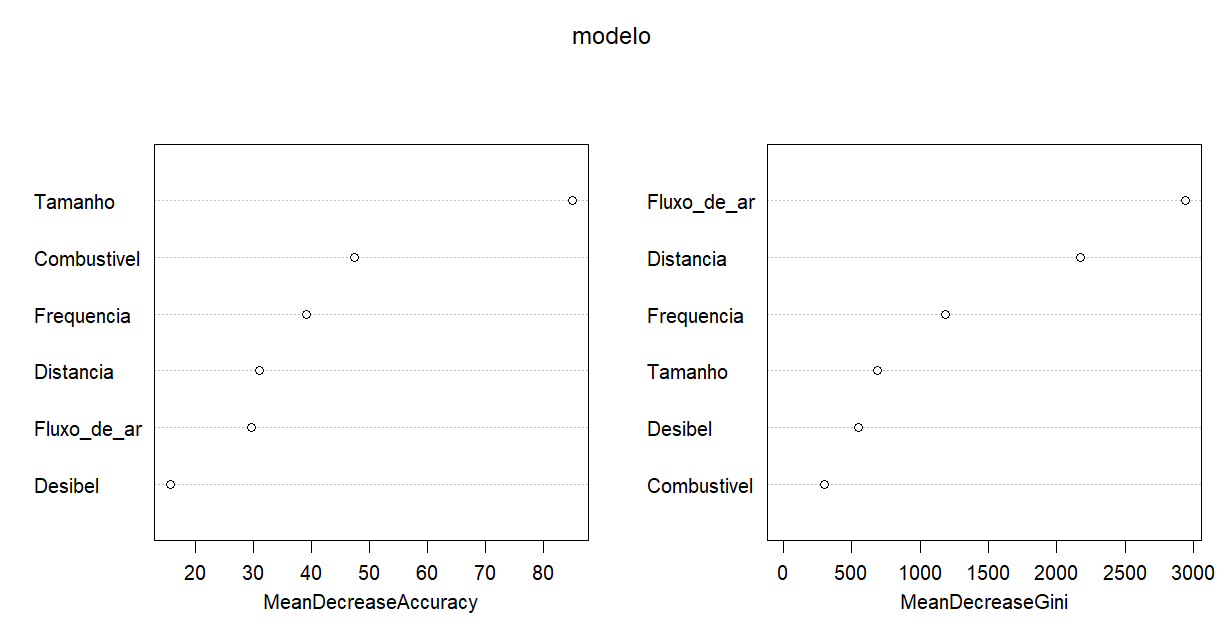 modelo
Tamanho
Combustivel
Frequencia
Distancia
Fluxo_de_ar
Desibel
20 30 40 50 60 70 80
MeanDecreaseAccuracy
Fluxo_de_ar
Distancia
Frequencia
Tamanho
Desibel
Combustivel
0 500 1000 1500 2000 2500 3000
MeanDecreaseGini